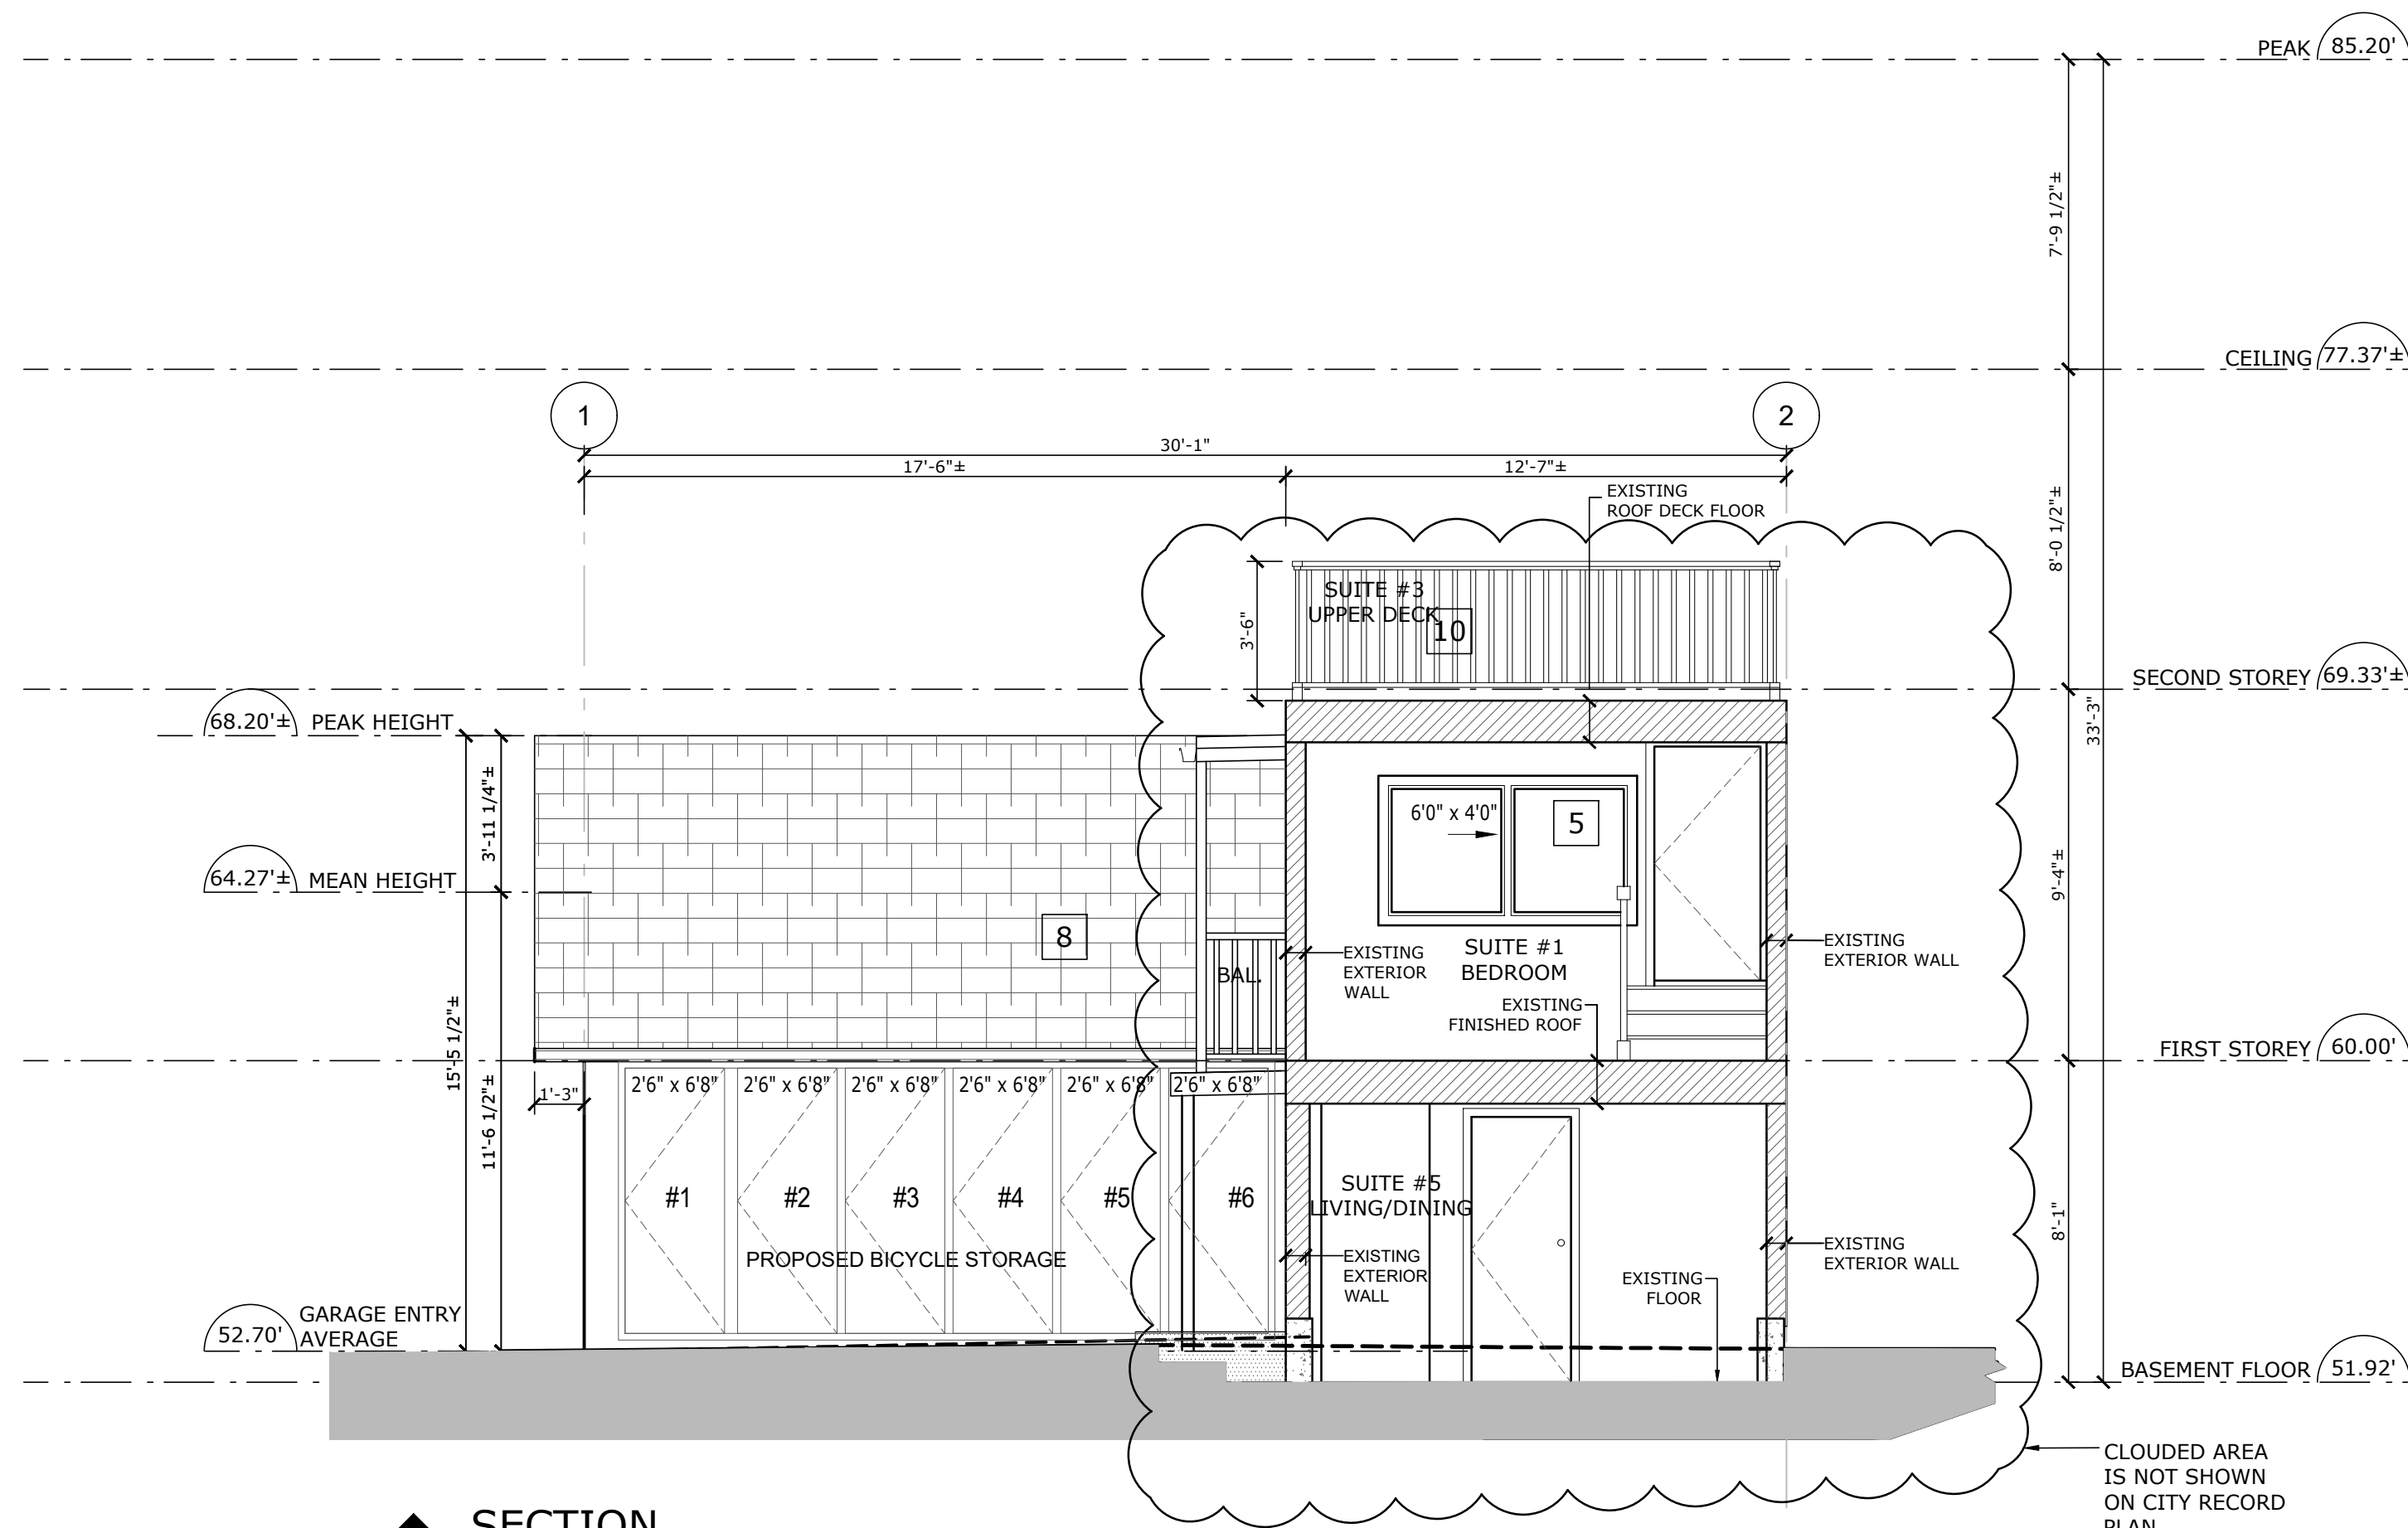 PEAK 85.20'
7'-9 1/2"±
CEILING 77.37'±
1
2
30'-1"
17'-6"±
12'-7"±
EXISTING
ROOF DECK FLOOR
8'-0 1/2"±
SUITE #3
UPPER DECK
10
3'-6"
SECOND STOREY 69.33'±
33'-3"
68.20'± PEAK HEIGHT
3'-11 1/4"±
6'0" x 4'0"
5
9'-4"±
64.27'± MEAN HEIGHT
8
BAL.
EXISTING
EXTERIOR
WALL
SUITE #1
BEDROOM
EXISTING
EXTERIOR WALL
EXISTING
FINISHED ROOF
15'-5 1/2"±
11'-6 1/2"±
FIRST STOREY 60.00'
1'-3"
2'6" x 6'8" 2'6" x 6'8" 2'6" x 6'8" 2'6" x 6'8" 2'6" x 6'8" 2'6" x 6'8"
#1 #2 #3 #4 #5 #6
PROPOSED BICYCLE STORAGE
SUITE #5
LIVING/DINING
8'-1"
EXISTING
EXTERIOR
WALL
EXISTING
EXTERIOR WALL
EXISTING
FLOOR
52.70' GARAGE ENTRY
AVERAGE
BASEMENT FLOOR 51.92'
CLOUDED AREA
IS NOT SHOWN
ON CITY RECORD
PLAN
SECTION